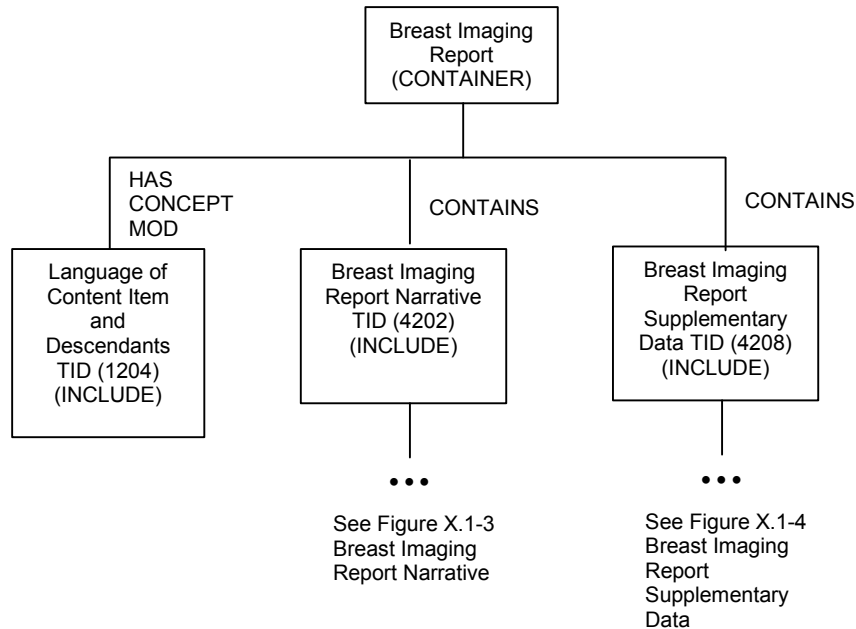 Breast Imaging
Report
(CONTAINER)
HAS
CONCEPT
MOD
CONTAINS
CONTAINS
Language of
Content Item
and
Descendants
TID (1204)
(INCLUDE)
Breast Imaging
Report Narrative
TID (4202)
(INCLUDE)
Breast Imaging
Report
Supplementary
Data TID (4208)
(INCLUDE)
•••
•••
See Figure X.1-3
Breast Imaging
Report Narrative
See Figure X.1-4
Breast Imaging
Report
Supplementary
Data